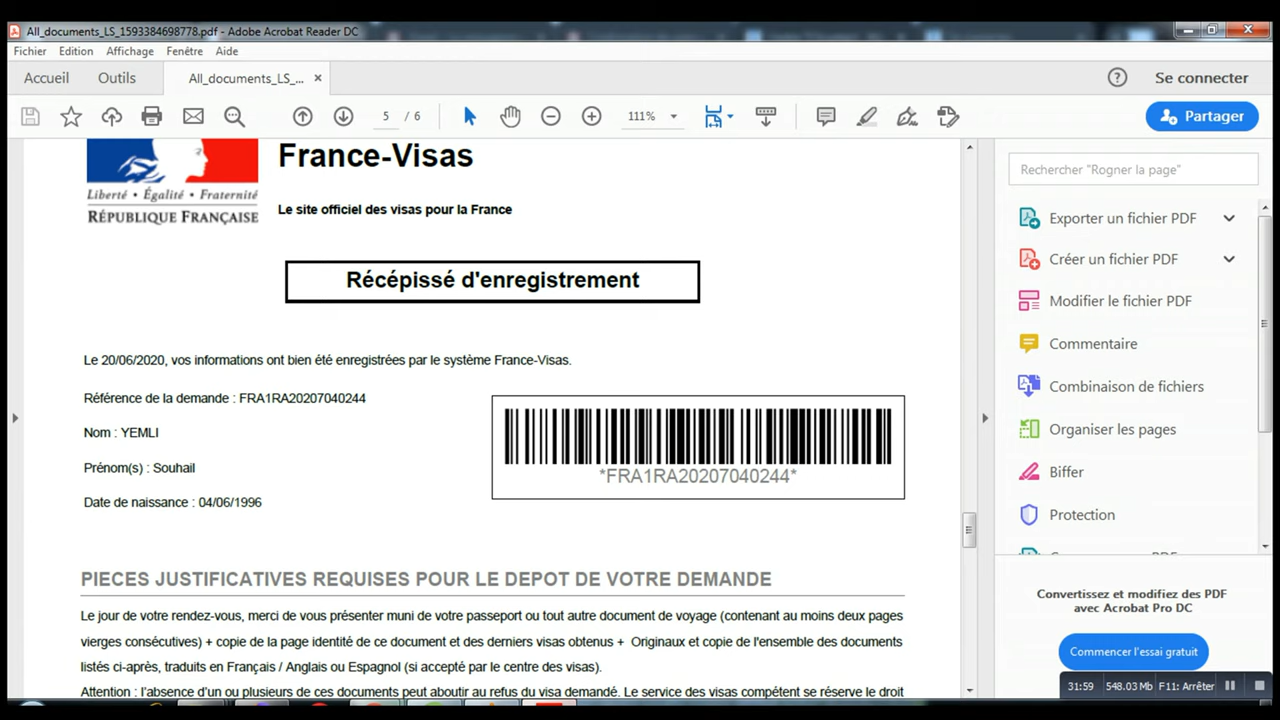 All_documents_LS_1593384698778.pdf - Adobe Acrobat Reader DC
Fichier Edition Affichage Fenêtre Aide
Accueil Outils All_documents_LS_... × Se connecter
5 / 6 111% Partager
France-Visas
Liberté • Égalité • Fraternité
RÉPUBLIQUE FRANÇAISE
Le site officiel des visas pour la France
Récépissé d'enregistrement
Le 20/06/2020, vos informations ont bien été enregistrées par le système France-Visas.
Référence de la demande : FRA1RA20207040244
Nom : YEMLI
Prénom(s) : Souhail
Date de naissance : 04/06/1996
*FRA1RA20207040244*
PIECES JUSTIFICATIVES REQUISES POUR LE DEPOT DE VOTRE DEMANDE
Le jour de votre rendez-vous, merci de vous présenter muni de votre passeport ou tout autre document de voyage (contenant au moins deux pages
vierges consécutives) + copie de la page identité de ce document et des derniers visas obtenus + Originaux et copie de l'ensemble des documents
listés ci-après, traduits en Français / Anglais ou Espagnol (si accepté par le centre des visas).
Attention : l'absence d'un ou plusieurs de ces documents peut aboutir au refus du visa demandé. Le service des visas compétent se réserve le droit
Rechercher "Rogner la page"
Exporter un fichier PDF
Créer un fichier PDF
Modifier le fichier PDF
Commentaire
Combinaison de fichiers
Organiser les pages
Biffer
Protection
Convertissez et modifiez des PDF
avec Acrobat Pro DC
Commencer l'essai gratuit
31:59 548.03 Mb F11: Arrêter